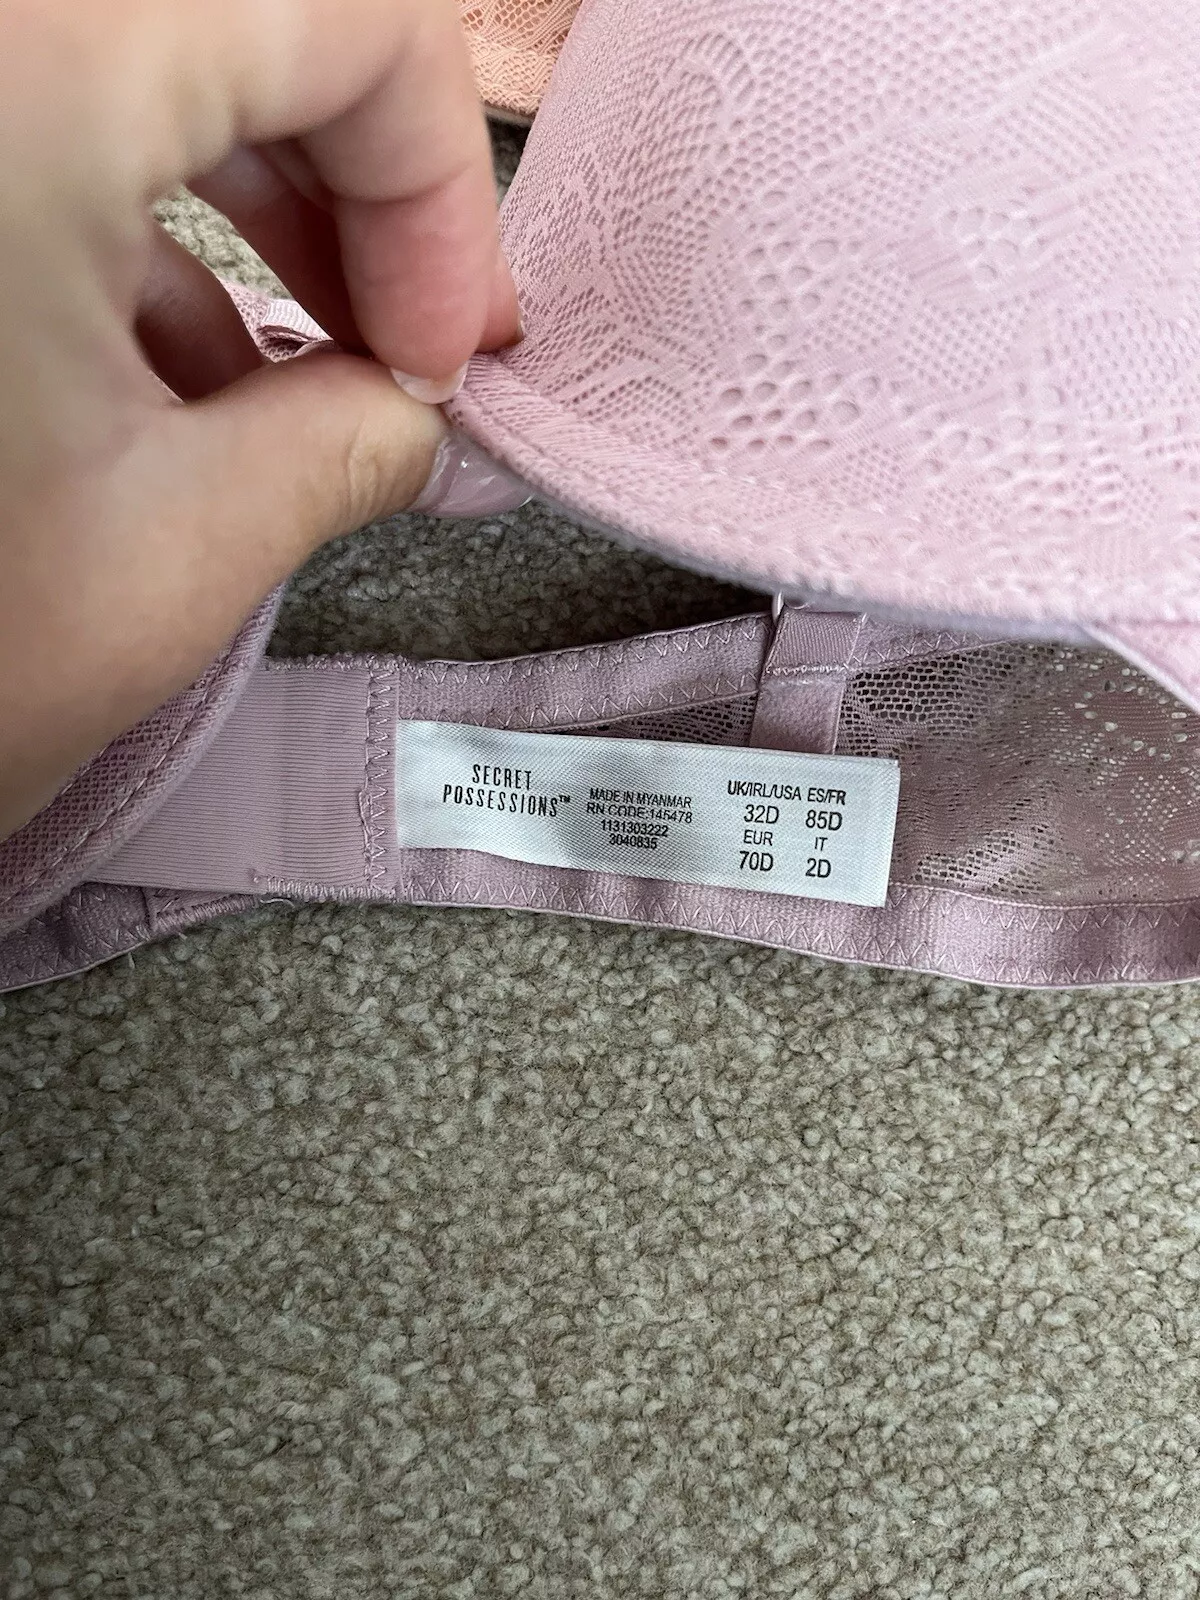 SECRET
POSSESSIONS™
MADE IN MYANMAR
RN CODE:145478
1131303222
3040835
UK/IRL/USA ES/FR
32D 85D
EUR IT
70D 2D